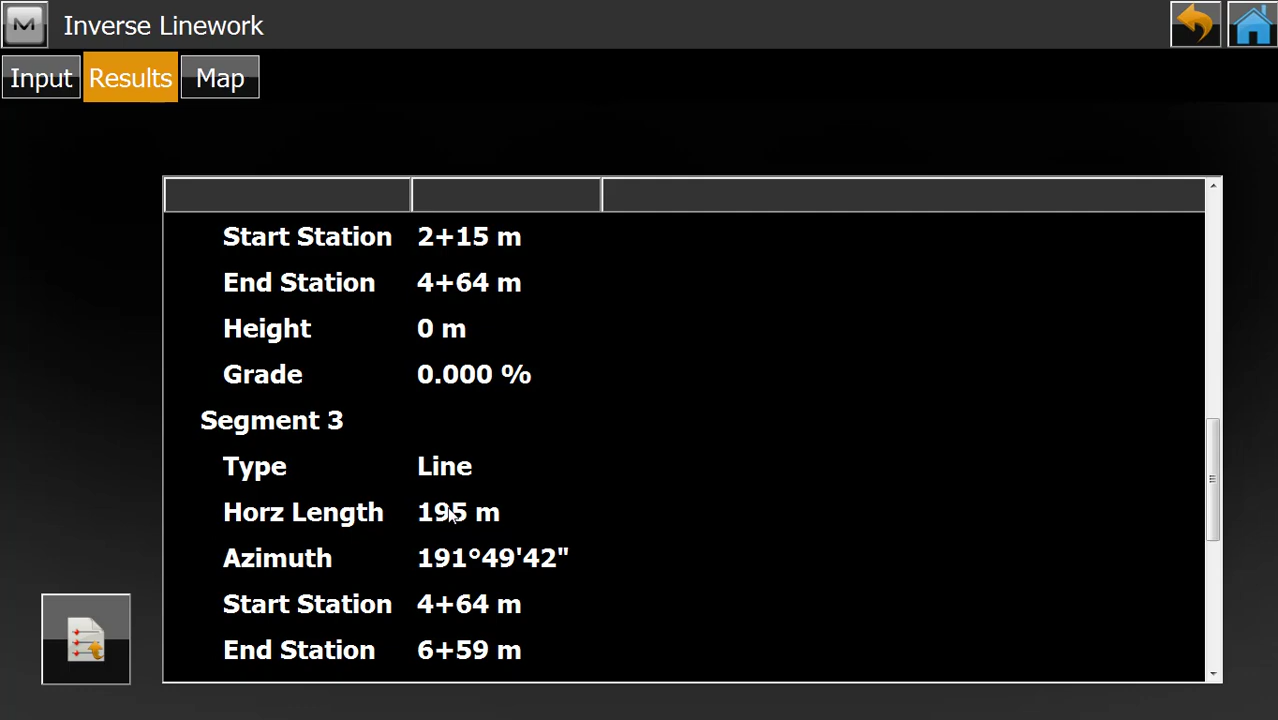 Inverse Linework
Input Results Map
Start Station 2+15 m
End Station 4+64 m
Height 0 m
Grade 0.000 %
Segment 3
Type Line
Horz Length 195 m
Azimuth 191°49'42"
Start Station 4+64 m
End Station 6+59 m